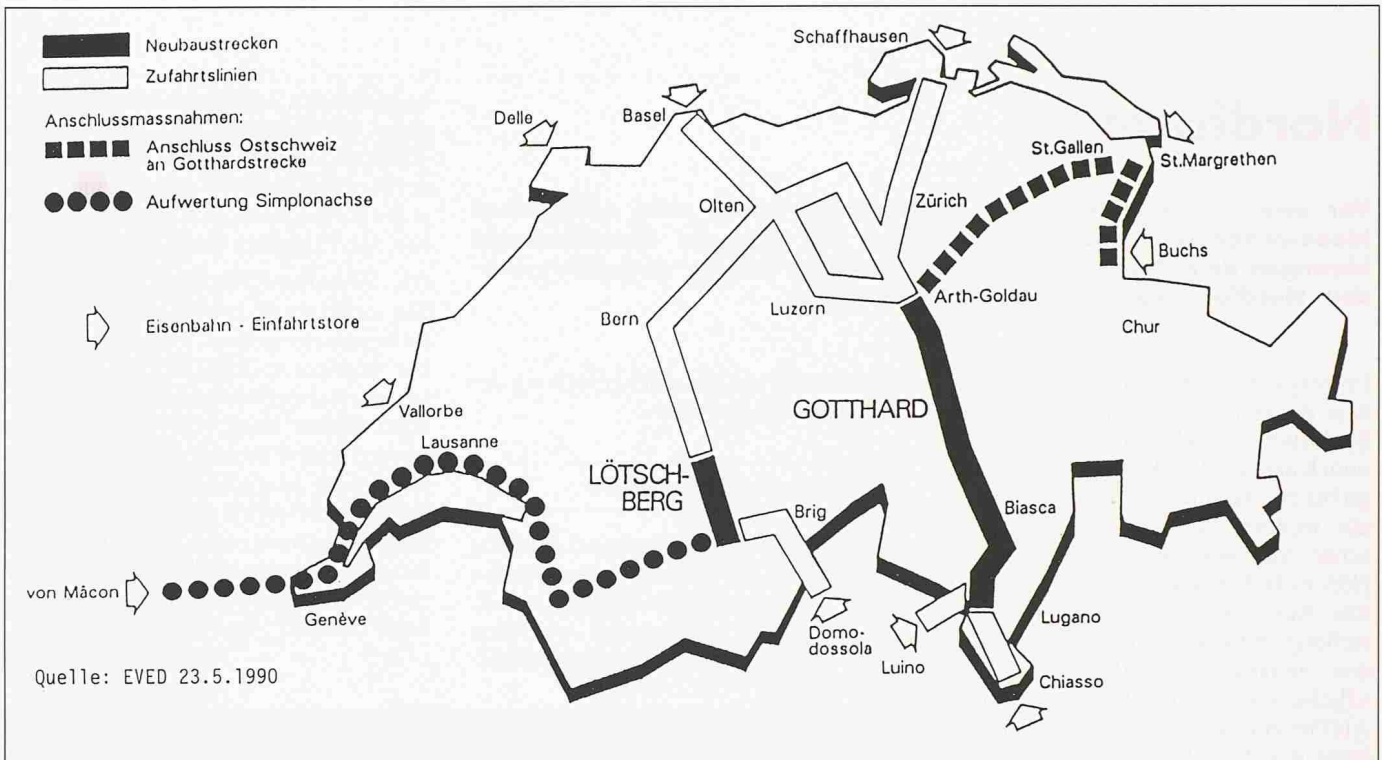 Neubaustrecken
Zufahrtslinien
Anschlussmassnahmen:
Anschluss Ostschweiz
an Gotthardstrecke
Aufwertung Simplonachse
Eisenbahn - Einfahrtstore
Schaffhausen
Basel
Delle
St.Gallen
St.Margrethen
Olten
Zürich
Buchs
Arth-Goldau
Luzern
Bern
Chur
Vallorbe
GOTTHARD
Lausanne
LÖTSCH-
BERG
Brig
Biasca
von Mâcon
Genève
Domo-
dossola
Luino
Lugano
Chiasso
Quelle: EVED 23.5.1990